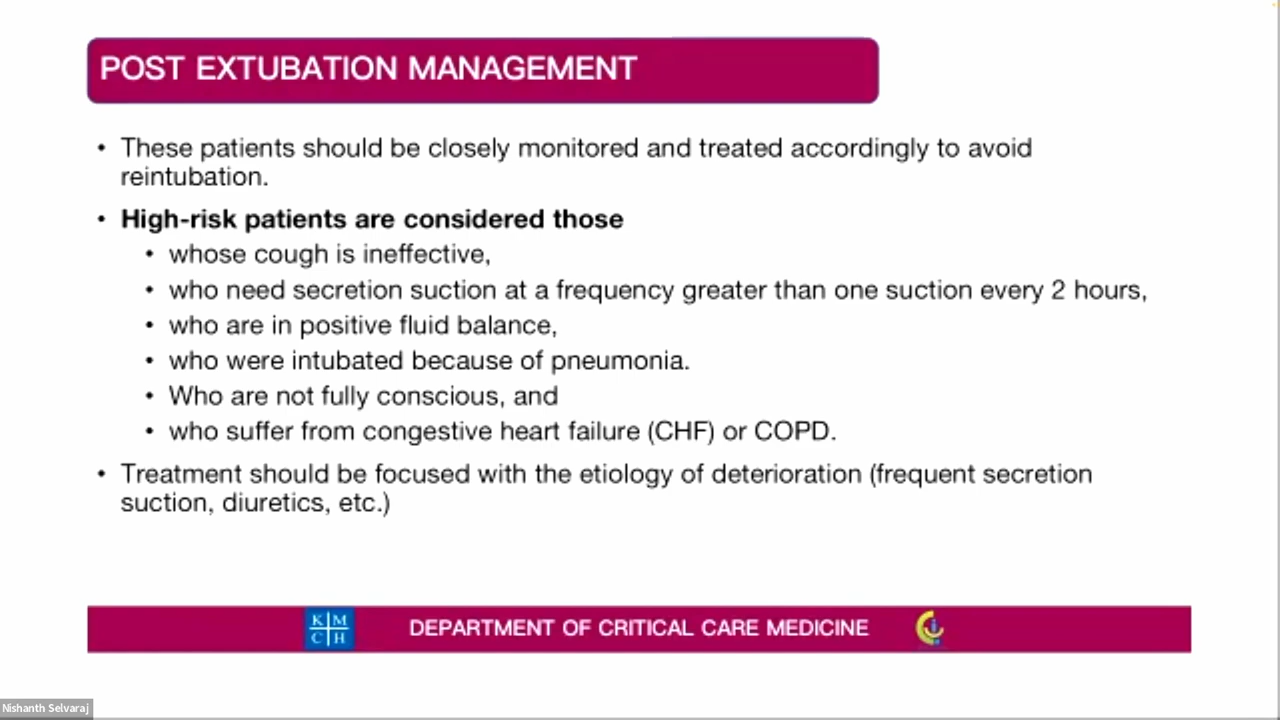 POST EXTUBATION MANAGEMENT
• These patients should be closely monitored and treated accordingly to avoid
reintubation.
• High-risk patients are considered those
• whose cough is ineffective,
• who need secretion suction at a frequency greater than one suction every 2 hours,
• who are in positive fluid balance,
• who were intubated because of pneumonia.
• Who are not fully conscious, and
• who suffer from congestive heart failure (CHF) or COPD.
• Treatment should be focused with the etiology of deterioration (frequent secretion
suction, diuretics, etc.)
K M
C H
DEPARTMENT OF CRITICAL CARE MEDICINE
Nishanth Selvaraj